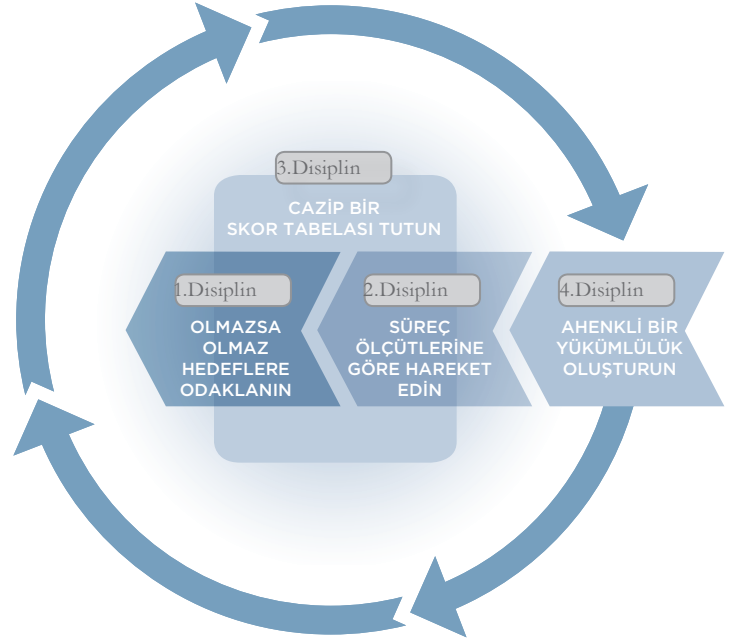 3.Disiplin
CAZİP BİR
SKOR TABELASI TUTUN
1.Disiplin
OLMAZSA
OLMAZ
HEDEFLERE
ODAKLANIN
2.Disiplin
SÜREÇ
ÖLÇÜTLERİNE
GÖRE HAREKET
EDİN
4.Disiplin
AHENKLİ BİR
YÜKÜMLÜLÜK
OLUŞTURUN